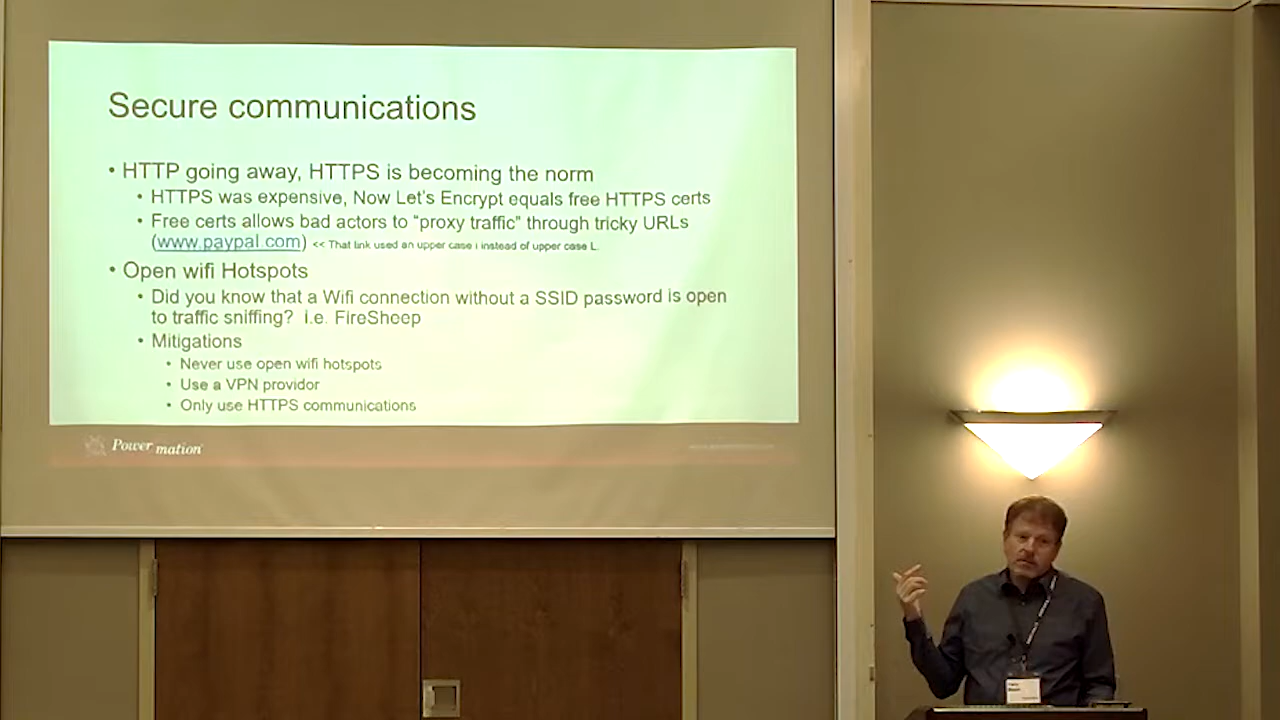 Secure communications
• HTTP going away, HTTPS is becoming the norm
• HTTPS was expensive, Now Let's Encrypt equals free HTTPS certs
• Free certs allows bad actors to "proxy traffic" through tricky URLs
(www.paypal.com) << That link used an upper case i instead of upper case L.
• Open wifi Hotspots
• Did you know that a Wifi connection without a SSID password is open
to traffic sniffing? i.e. FireSheep
• Mitigations
• Never use open wifi hotspots
• Use a VPN providor
• Only use HTTPS communications
Power mation